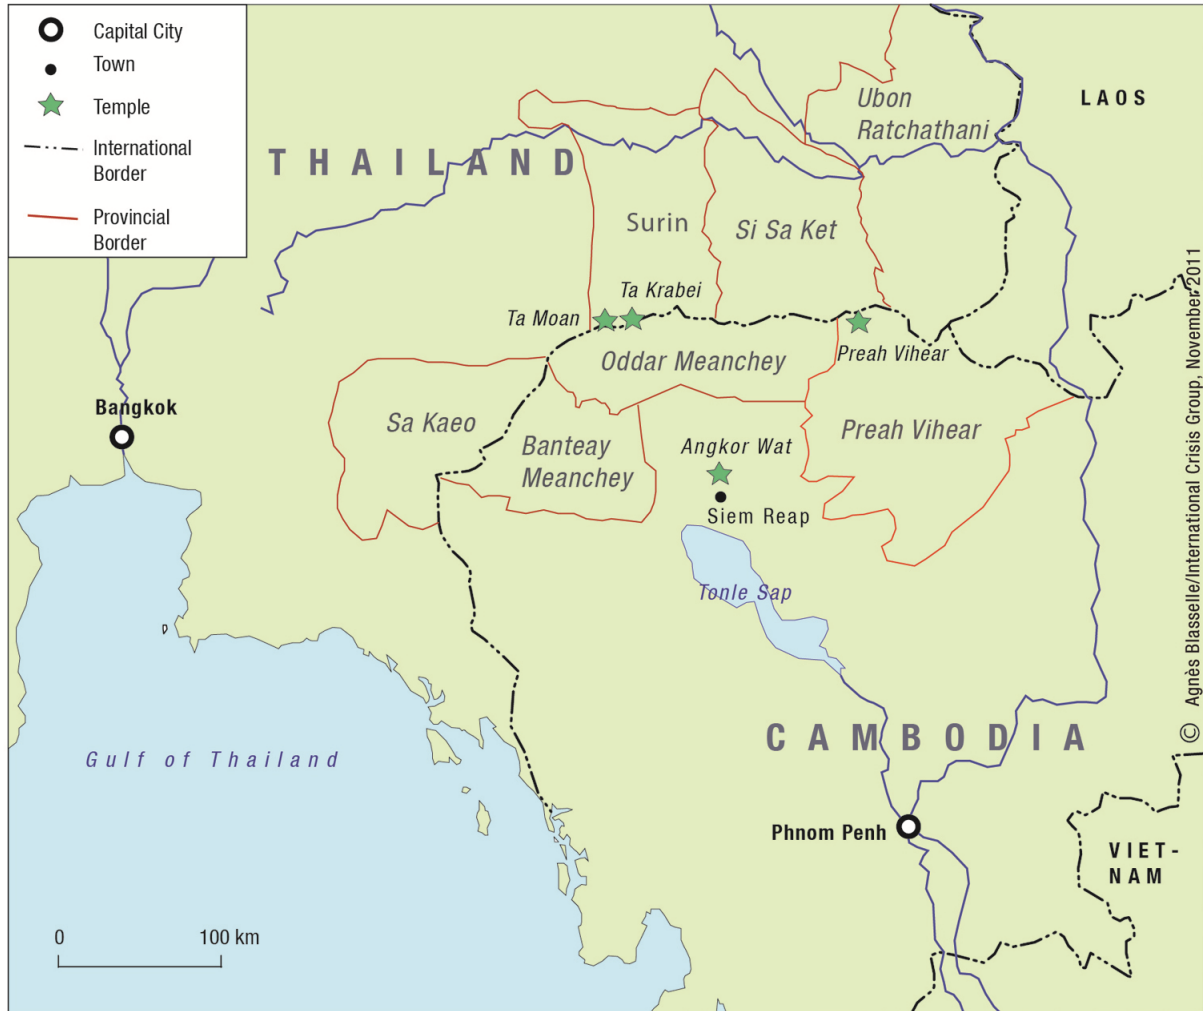 Capital City
Town
Temple
International
Border
Provincial
Border
LAOS
Ubon
Ratchathani
THAILAND
Surin
Si Sa Ket
Ta Krabei
Ta Moan
Preah Vihear
Oddar Meanchey
Bangkok
Sa Kaeo
Banteay
Meanchey
Angkor Wat
Preah Vihear
Siem Reap
Tonle Sap
CAMBODIA
Gulf of Thailand
Phnom Penh
VIET-
NAM
0 100 km
© Agnès Blasselle/International Crisis Group, November 2011